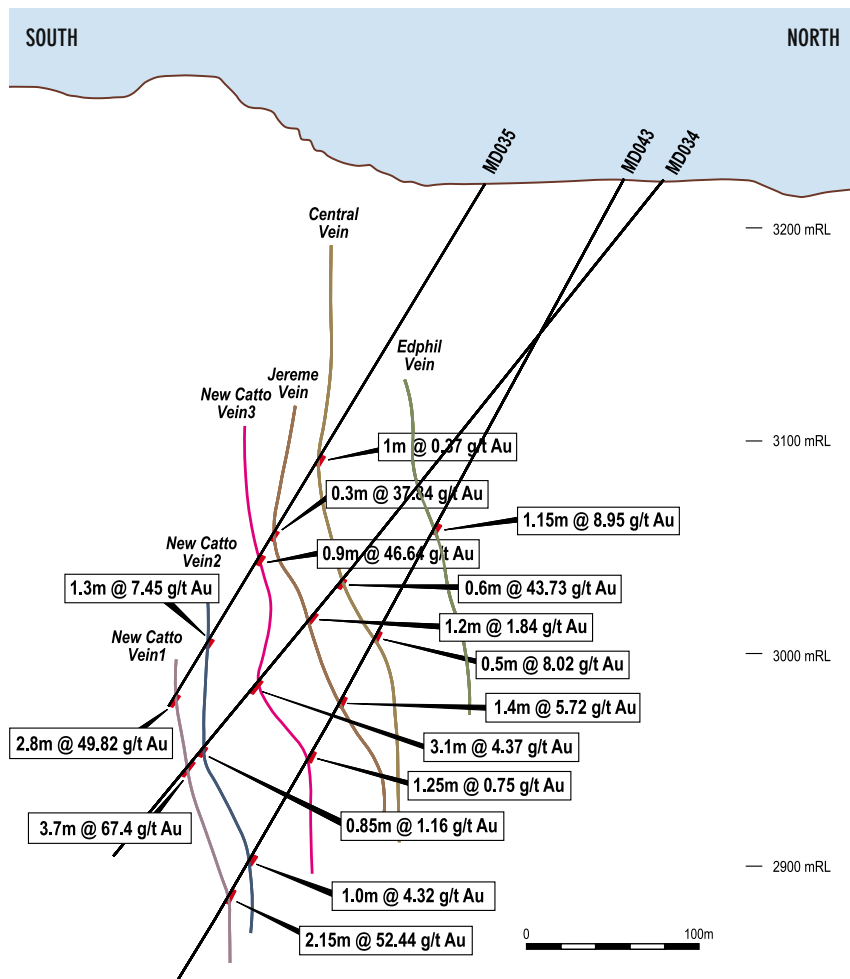 SOUTH
NORTH
MD035
MD043
MD034
Central
Vein
3200 mRL
Edphil
Vein
Jereme
Vein
New Catto
Vein3
3100 mRL
1m @ 0.37 g/t Au
0.3m @ 37.84 g/t Au
1.15m @ 8.95 g/t Au
New Catto
Vein2
0.9m @ 46.64 g/t Au
1.3m @ 7.45 g/t Au
0.6m @ 43.73 g/t Au
New Catto
Vein1
1.2m @ 1.84 g/t Au
3000 mRL
0.5m @ 8.02 g/t Au
1.4m @ 5.72 g/t Au
2.8m @ 49.82 g/t Au
3.1m @ 4.37 g/t Au
1.25m @ 0.75 g/t Au
3.7m @ 67.4 g/t Au
0.85m @ 1.16 g/t Au
2900 mRL
1.0m @ 4.32 g/t Au
2.15m @ 52.44 g/t Au
0
100m